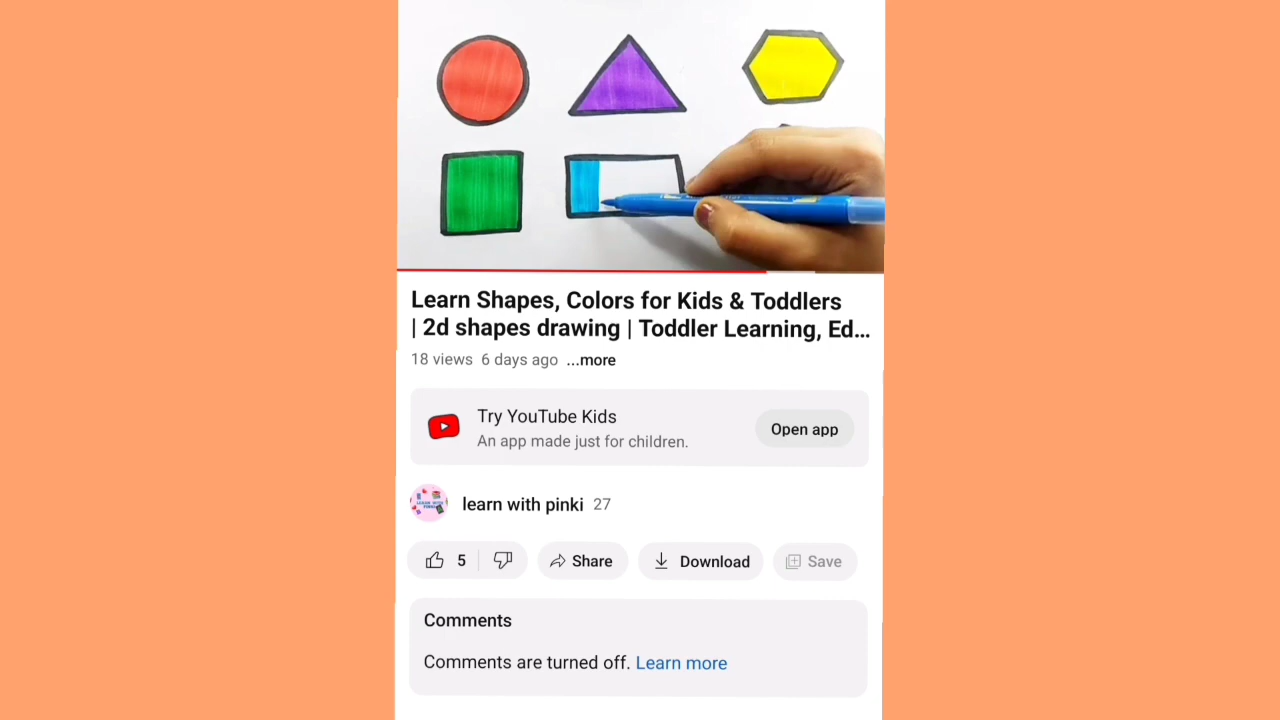 Learn Shapes, Colors for Kids & Toddlers
| 2d shapes drawing | Toddler Learning, Ed...
18 views 6 days ago ...more
Try YouTube Kids
An app made just for children.
Open app
learn with pinki 27
5
Share
Download
Save
Comments
Comments are turned off. Learn more